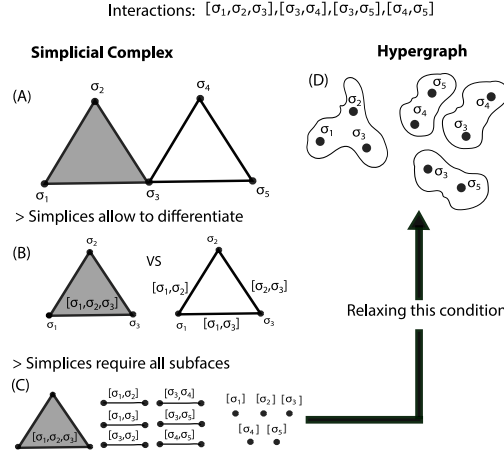 Interactions: [σ₁,σ₂,σ₃],[σ₃,σ₄],[σ₃,σ₅],[σ₄,σ₅]
Simplicial Complex
Hypergraph
(A)
σ₂
σ₄
σ₁
σ₃
σ₅
> Simplices allow to differentiate
(B)
σ₂
[σ₁,σ₂,σ₃]
σ₁
σ₃
VS
σ₂
[σ₁,σ₂]
[σ₂,σ₃]
σ₁
[σ₁,σ₃]
σ₃
> Simplices require all subfaces
(C)
[σ₁,σ₂,σ₃]
[σ₁,σ₂]
[σ₃,σ₄]
[σ₁,σ₃]
[σ₃,σ₅]
[σ₃,σ₂]
[σ₄,σ₅]
[σ₁]
[σ₂]
[σ₃]
[σ₄]
[σ₅]
(D)
σ₂
σ₁
σ₃
σ₅
σ₄
σ₄
σ₃
σ₃
σ₅
Relaxing this condition